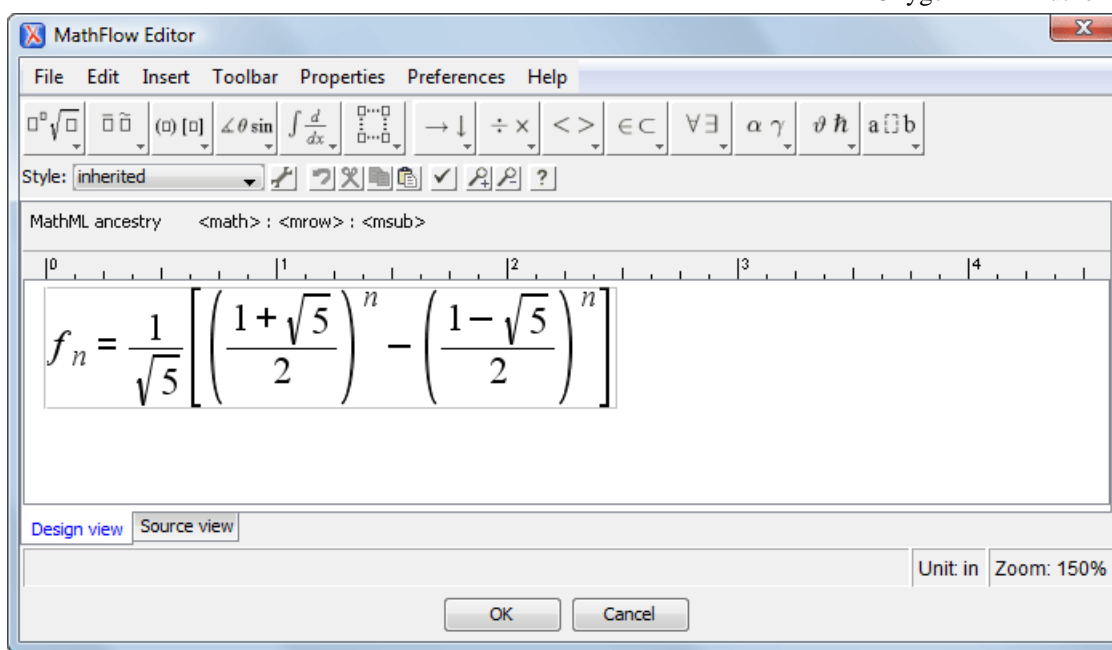 MathFlow Editor
File Edit Insert Toolbar Properties Preferences Help
□°√□ □̄ □̃ (□) [□] ∠θ sin ∫ d/dx → ↓ ÷ × < > ∈ ⊂ ∀ ∃ α γ ϑ ℏ a▯b
Style: inherited ?
MathML ancestry <math> : <mrow> : <msub>
0 1 2 3 4
f_n = 1/√5 [ ( (1 + √5)/2 )^n − ( (1 − √5)/2 )^n ]
Design view Source view
Unit: in Zoom: 150%
OK Cancel